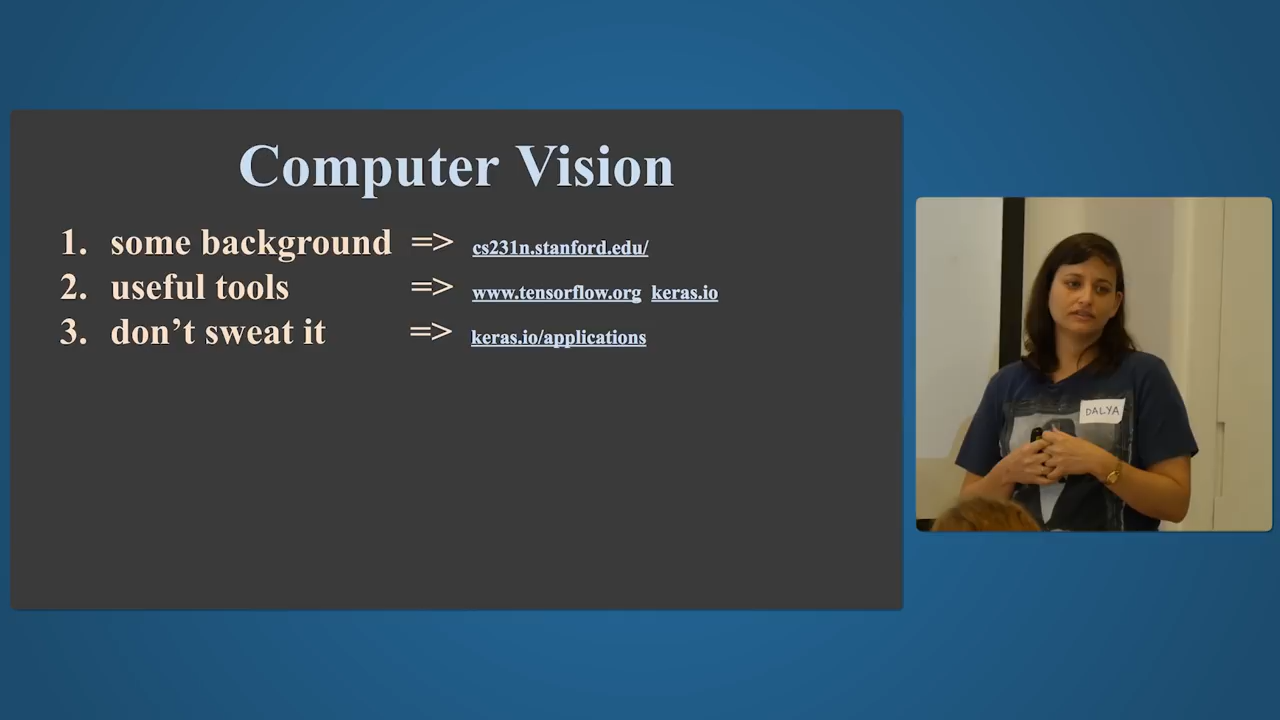 Computer Vision
1. some background => cs231n.stanford.edu/
2. useful tools => www.tensorflow.org keras.io
3. don’t sweat it => keras.io/applications
DALYA